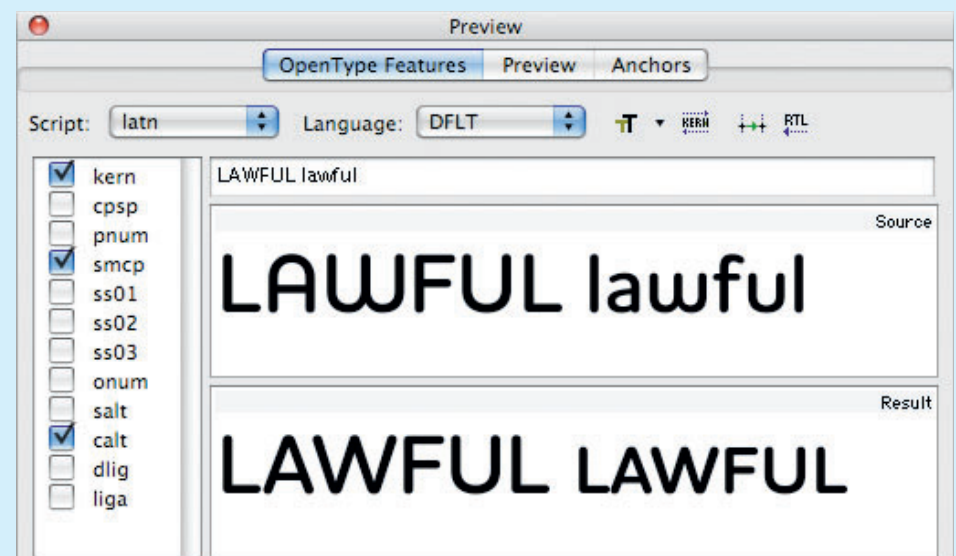 Preview
OpenType Features Preview Anchors
Script: latn Language: DFLT T KERN RTL
kern
cpsp
pnum
smcp
ss01
ss02
ss03
onum
salt
calt
dlig
liga
LAWFUL lawful
Source
LAWFUL lawful
Result
LAWFUL LAWFUL